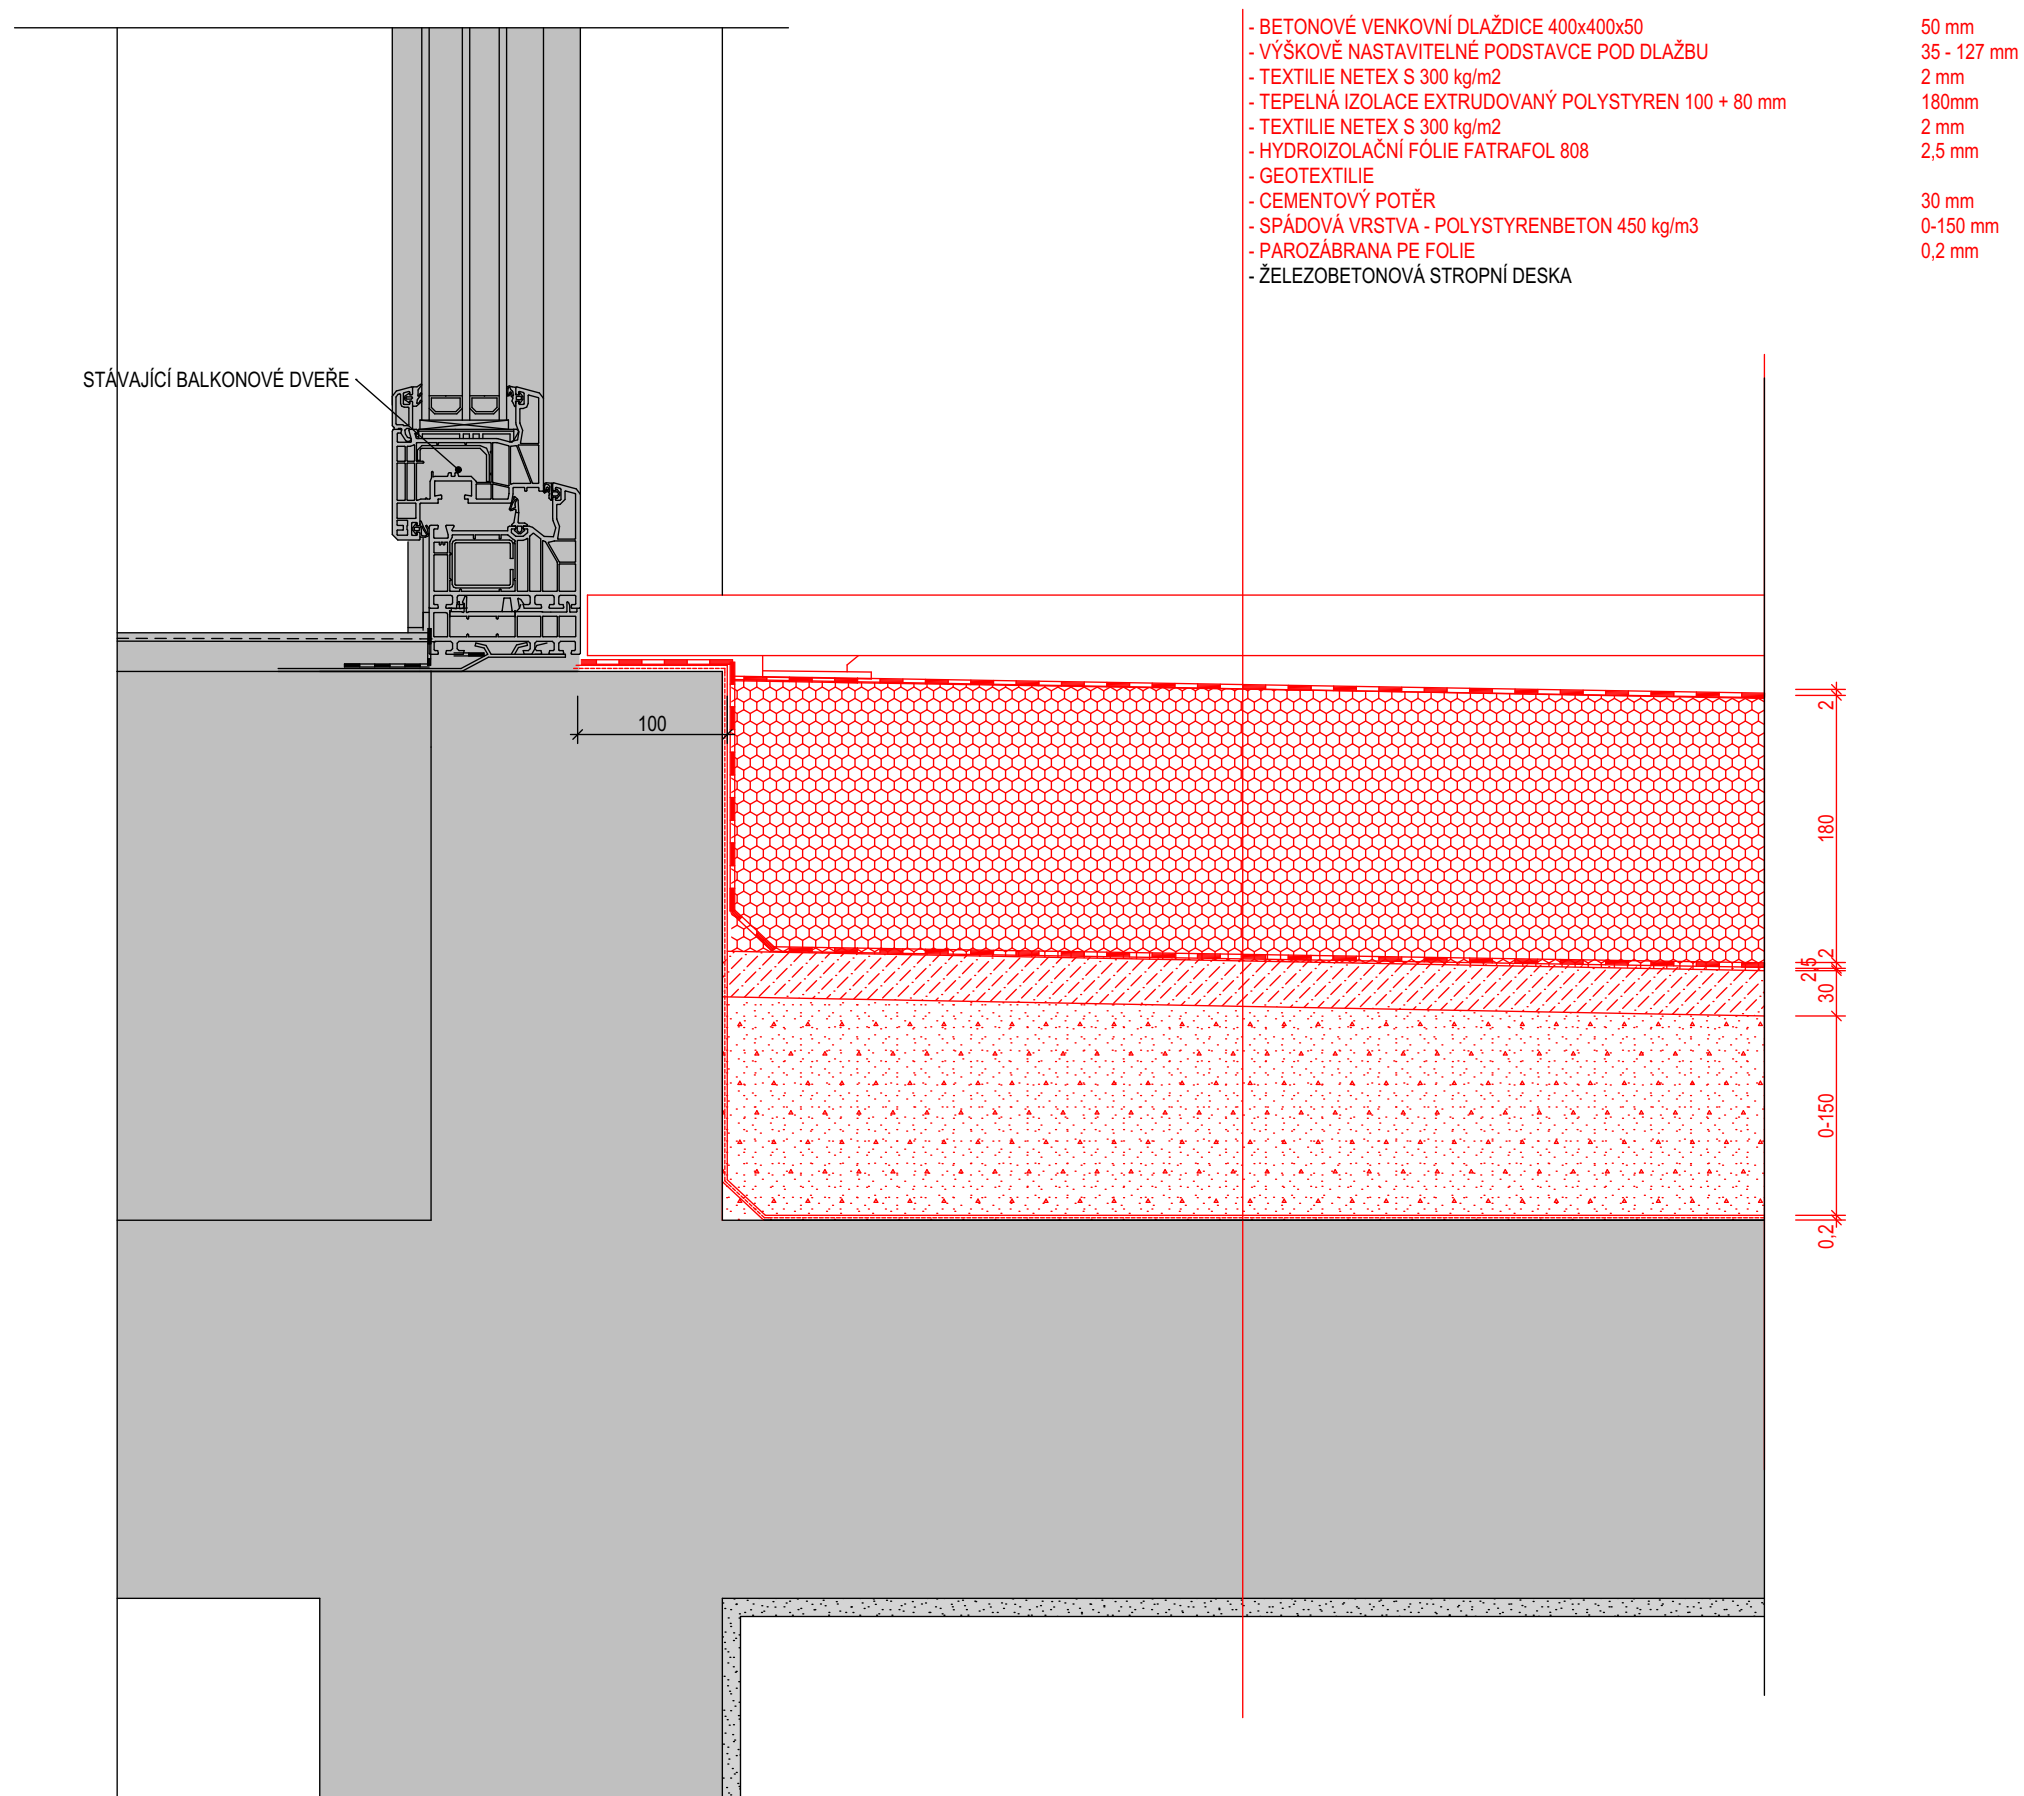 - BETONOVÉ VENKOVNÍ DLAŽDICE 400x400x50 50 mm
- VÝŠKOVĚ NASTAVITELNÉ PODSTAVCE POD DLAŽBU 35 - 127 mm
- TEXTILIE NETEX S 300 kg/m2 2 mm
- TEPELNÁ IZOLACE EXTRUDOVANÝ POLYSTYREN 100 + 80 mm 180mm
- TEXTILIE NETEX S 300 kg/m2 2 mm
- HYDROIZOLAČNÍ FÓLIE FATRAFOL 808 2,5 mm
- GEOTEXTILIE
- CEMENTOVÝ POTĚR 30 mm
- SPÁDOVÁ VRSTVA - POLYSTYRENBETON 450 kg/m3 0-150 mm
- PAROZÁBRANA PE FOLIE 0,2 mm
- ŽELEZOBETONOVÁ STROPNÍ DESKA
STÁVAJÍCÍ BALKONOVÉ DVEŘE
100
2
180
2
2,5
30
0-150
0,2